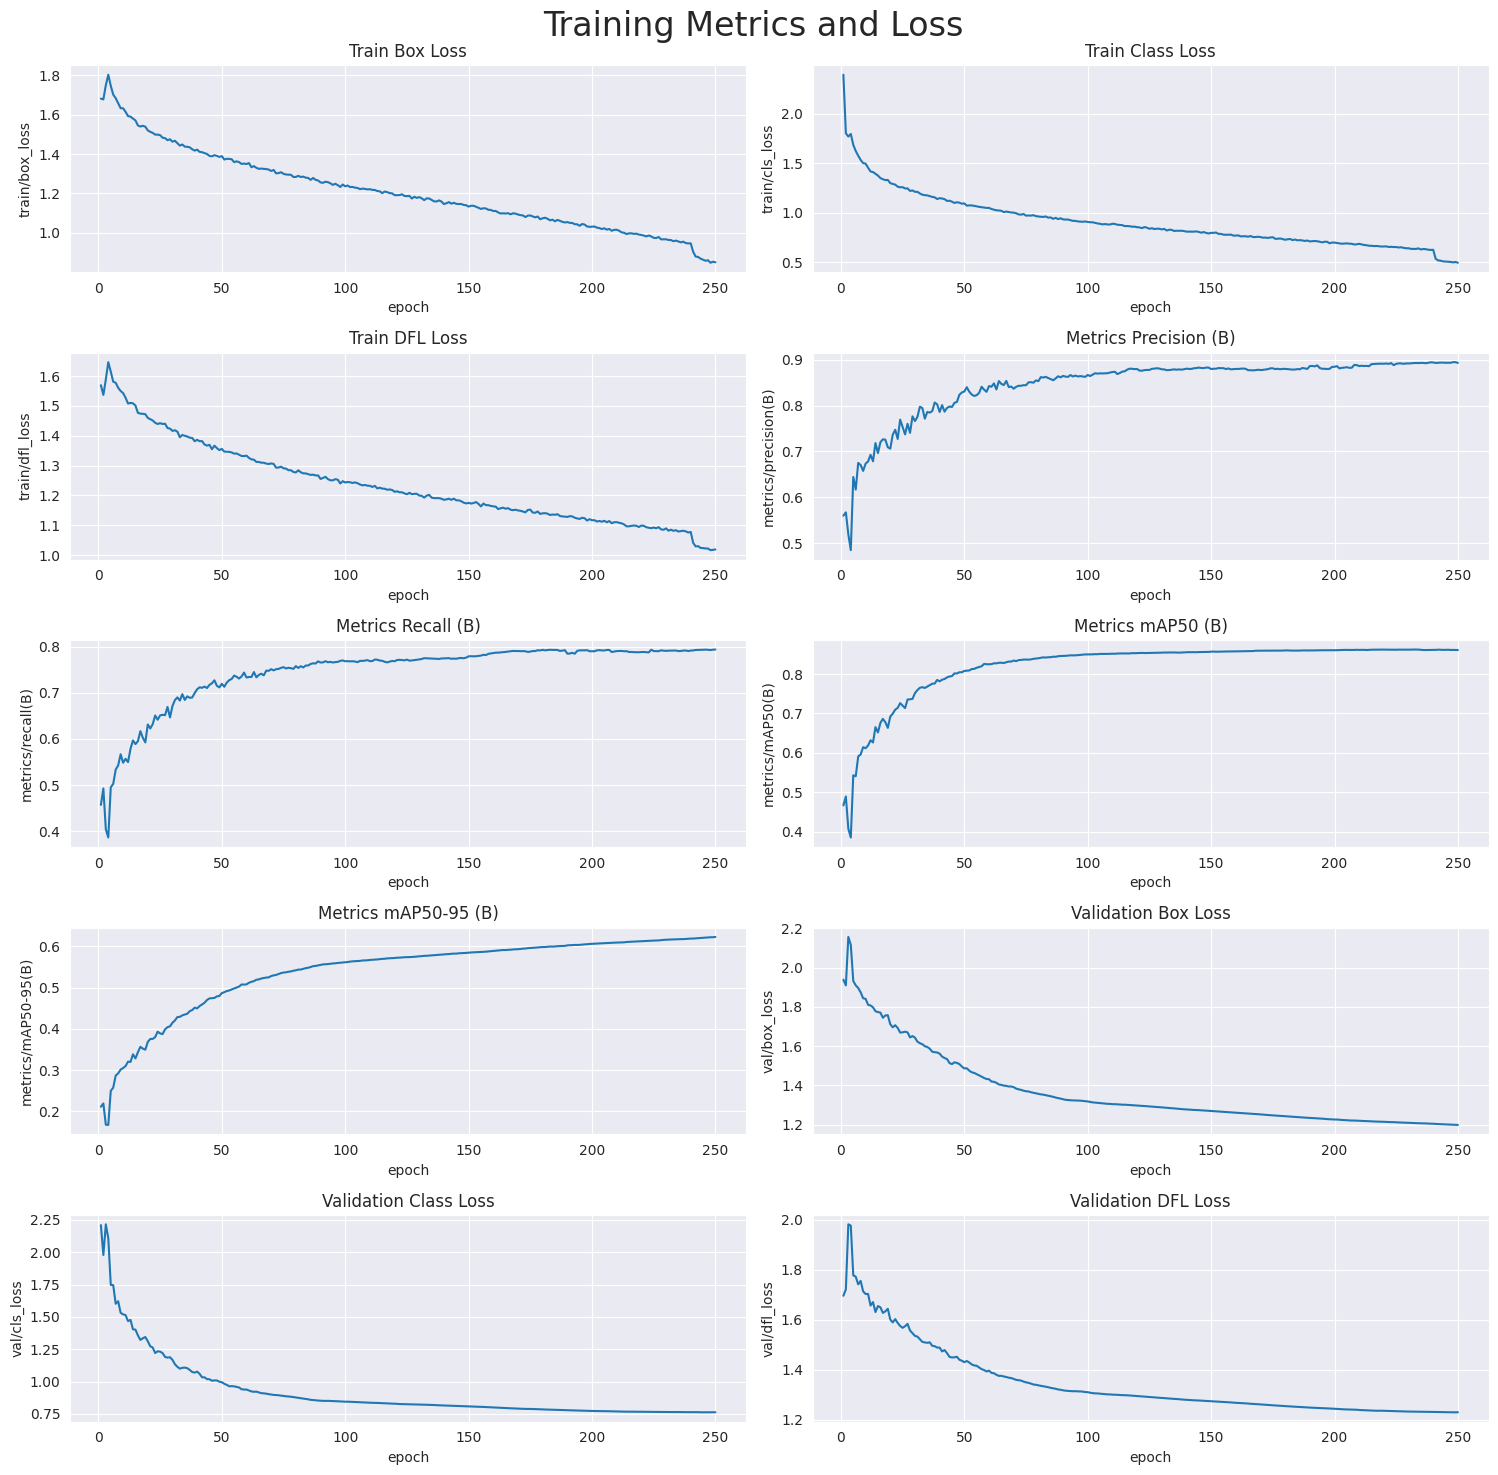 Training Metrics and Loss
Train Box Loss
train/box_loss
1.8
1.6
1.4
1.2
1.0
0 50 100 150 200 250
epoch
Train Class Loss
train/cls_loss
2.0
1.5
1.0
0.5
0 50 100 150 200 250
epoch
Train DFL Loss
train/dfl_loss
1.6
1.5
1.4
1.3
1.2
1.1
1.0
0 50 100 150 200 250
epoch
Metrics Precision (B)
metrics/precision(B)
0.9
0.8
0.7
0.6
0.5
0 50 100 150 200 250
epoch
Metrics Recall (B)
metrics/recall(B)
0.8
0.7
0.6
0.5
0.4
0 50 100 150 200 250
epoch
Metrics mAP50 (B)
metrics/mAP50(B)
0.8
0.7
0.6
0.5
0.4
0 50 100 150 200 250
epoch
Metrics mAP50-95 (B)
metrics/mAP50-95(B)
0.6
0.5
0.4
0.3
0.2
0 50 100 150 200 250
epoch
Validation Box Loss
val/box_loss
2.2
2.0
1.8
1.6
1.4
1.2
0 50 100 150 200 250
epoch
Validation Class Loss
val/cls_loss
2.25
2.00
1.75
1.50
1.25
1.00
0.75
0 50 100 150 200 250
epoch
Validation DFL Loss
val/dfl_loss
2.0
1.8
1.6
1.4
1.2
0 50 100 150 200 250
epoch